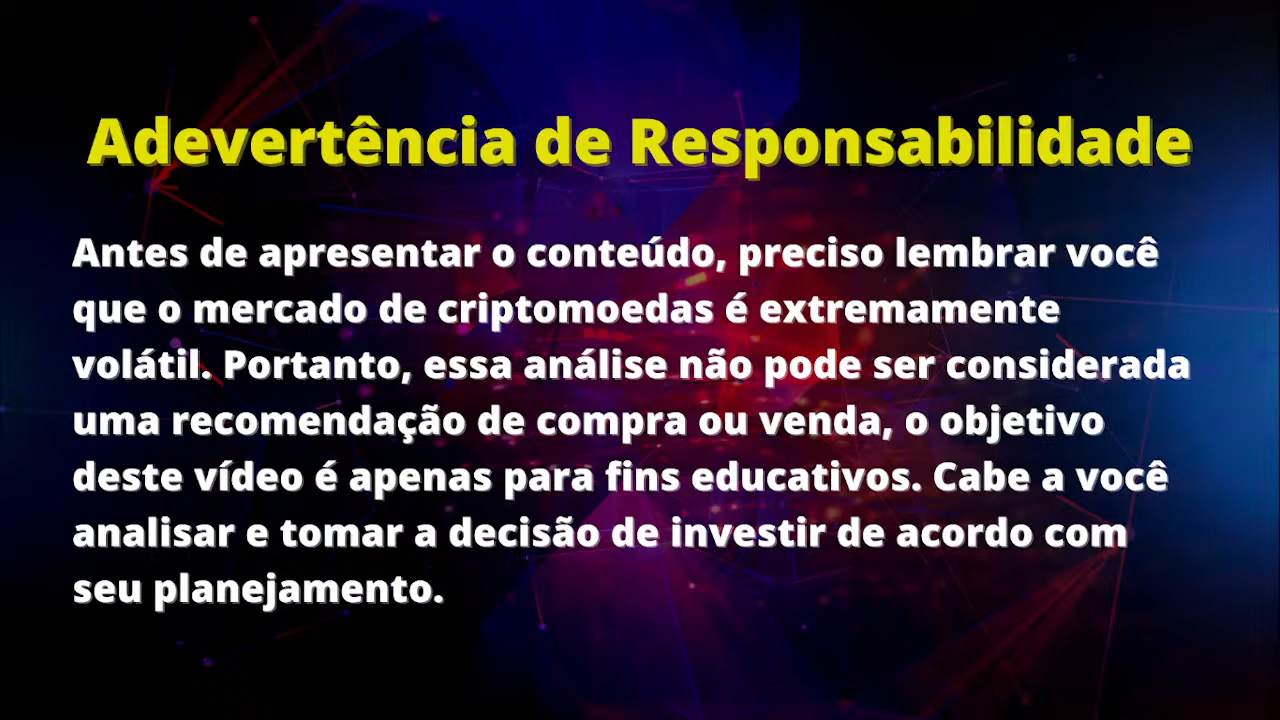 Adevertência de Responsabilidade
Antes de apresentar o conteúdo, preciso lembrar você
que o mercado de criptomoedas é extremamente
volátil. Portanto, essa análise não pode ser considerada
uma recomendação de compra ou venda, o objetivo
deste vídeo é apenas para fins educativos. Cabe a você
analisar e tomar a decisão de investir de acordo com
seu planejamento.